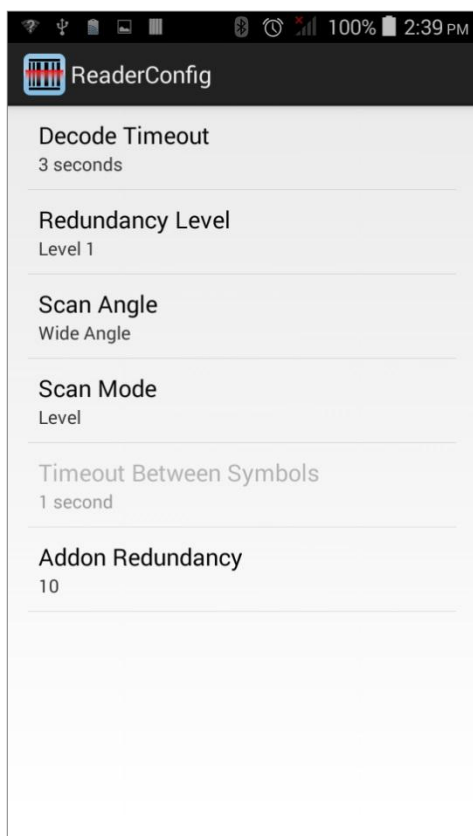 100% 2:39 PM
ReaderConfig
Decode Timeout
3 seconds
Redundancy Level
Level 1
Scan Angle
Wide Angle
Scan Mode
Level
Timeout Between Symbols
1 second
Addon Redundancy
10